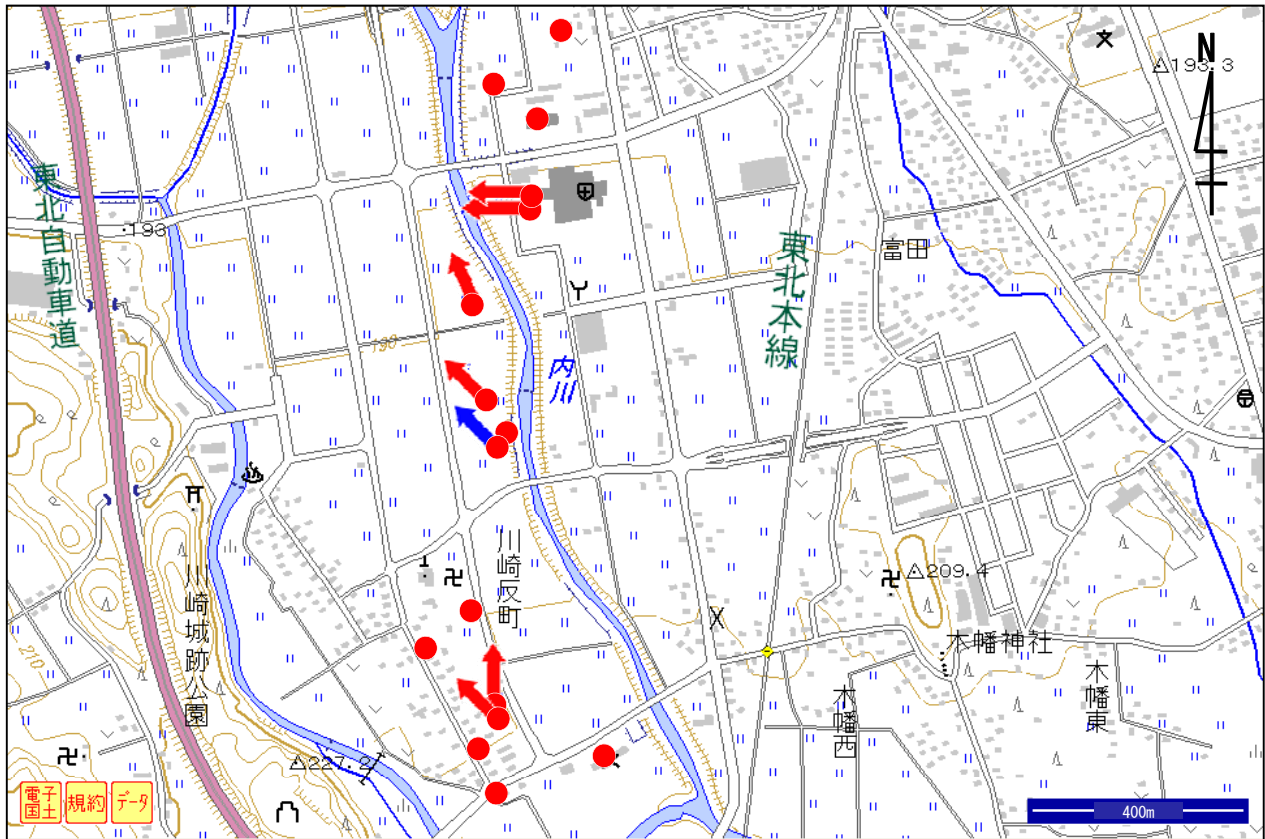 N
193.3
東北自動車道
193
東北本線
富田
190
内川
川崎反町
209.4
川崎城跡公園
木幡神社
木幡東
木幡西
210
227.2
電子国土
規約
データ
400m